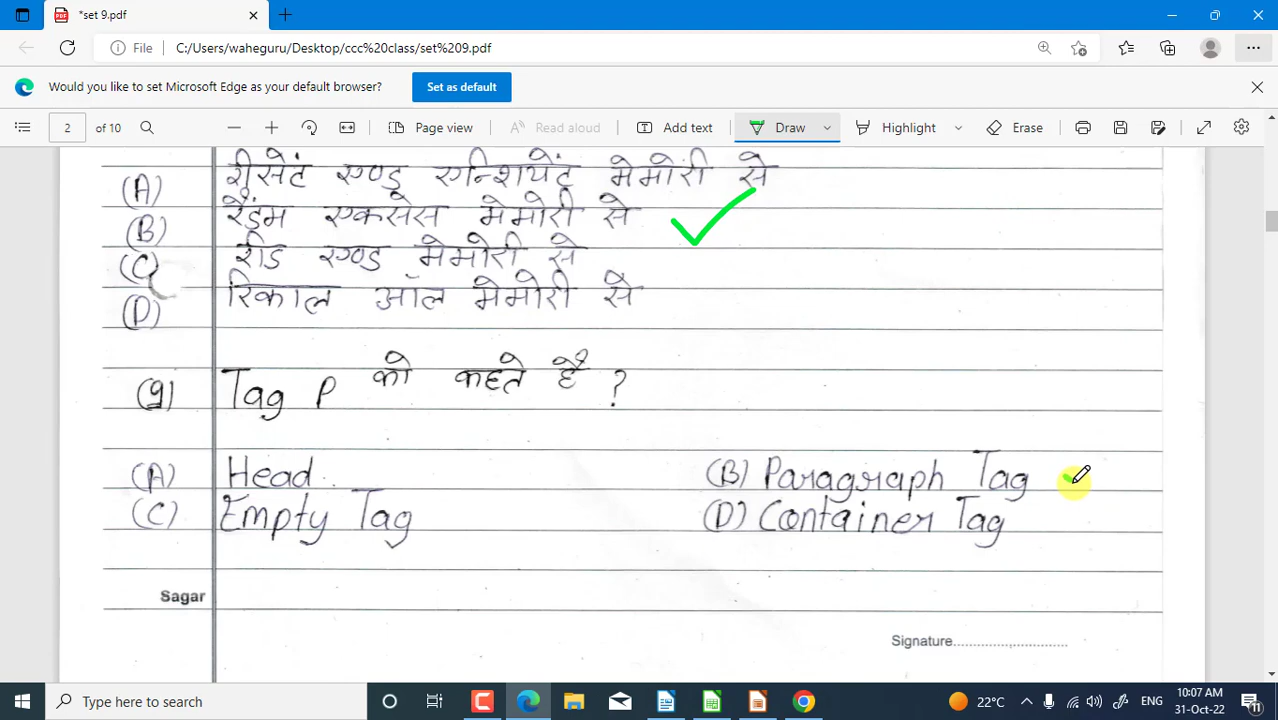 *set 9.pdf
File C:/Users/waheguru/Desktop/ccc%20class/set%209.pdf
Would you like to set Microsoft Edge as your default browser? Set as default
2 of 10 Page view Read aloud Add text Draw Highlight Erase
(A) रीसेंट एण्ड एन्शियेंट मेमोरी से
(B) रैंडम एकसेस मेमोरी से
(C) रीड एण्ड मेमोरी से
(D) रिकाल ऑल मेमोरी से
(9) Tag P को कहते है ?
(A) Head (B) Paragraph Tag
(C) Empty Tag (D) Container Tag
Sagar
Signature
Type here to search
22°C ENG 10:07 AM
31-Oct-22 11